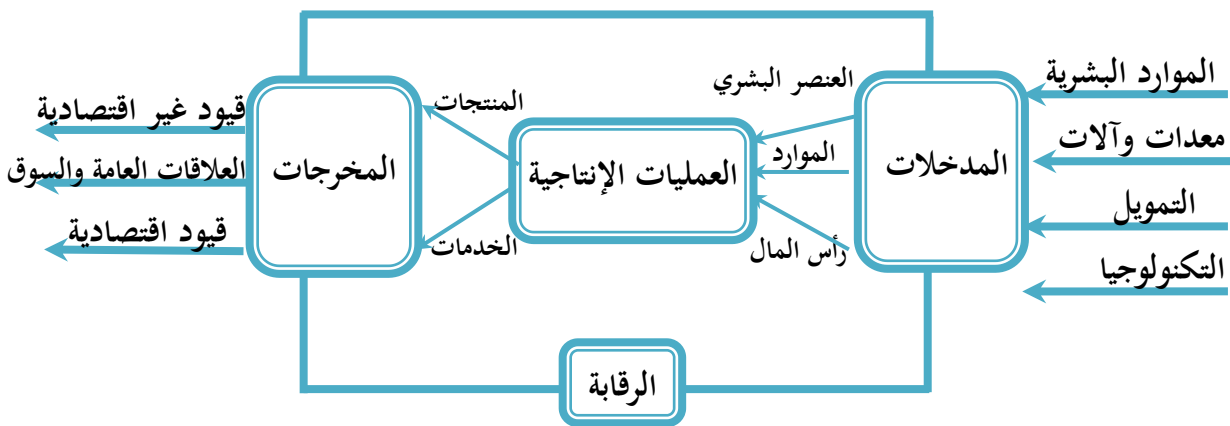 الموارد البشرية
معدات وآلات
التمويل
التكنولوجيا
المدخلات
العنصر البشري
الموارد
رأس المال
العمليات الإنتاجية
المنتجات
الخدمات
المخرجات
قيود غير اقتصادية
العلاقات العامة والسوق
قيود اقتصادية
الرقابة